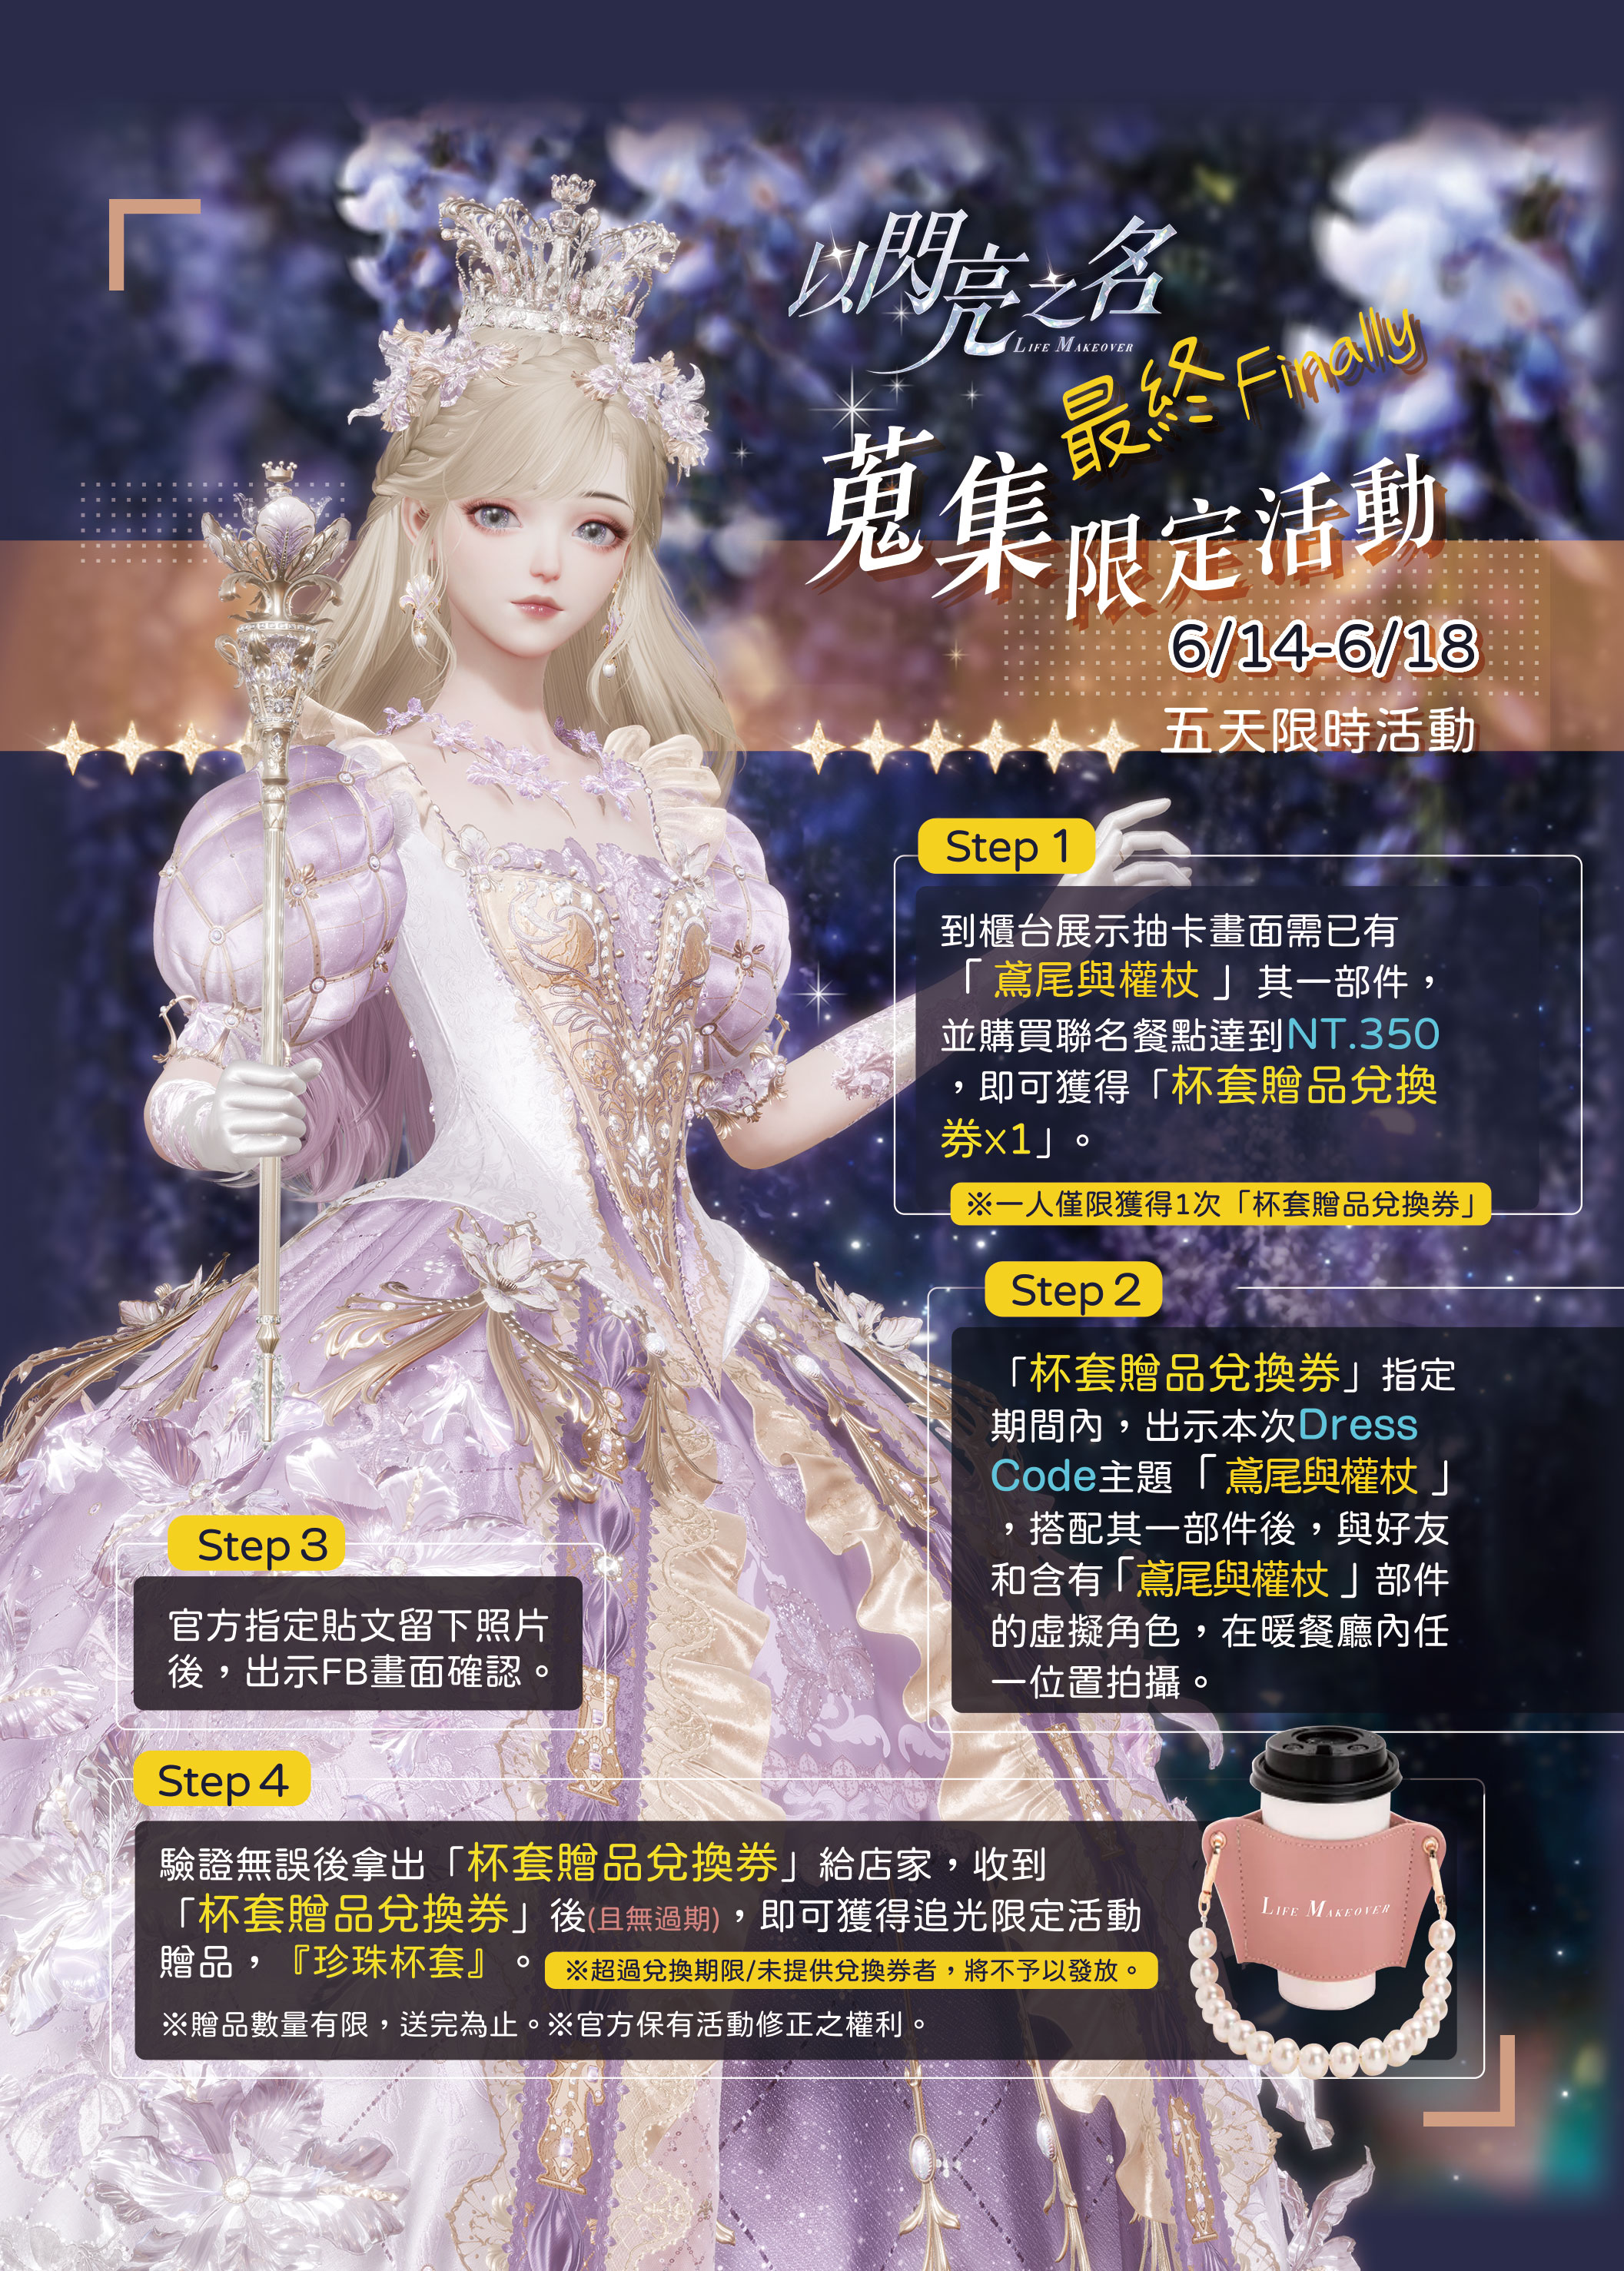 以閃亮之名
LIFE MAKEOVER
最終Finally
蒐集限定活動
6/14-6/18
五天限時活動
Step 1
到櫃台展示抽卡畫面需已有
「鳶尾與權杖」其一部件，
並購買聯名餐點達到NT.350
，即可獲得「杯套贈品兌換
券x1」。
※一人僅限獲得1次「杯套贈品兌換券」
Step 2
「杯套贈品兌換券」指定
期間內，出示本次Dress
Code主題「鳶尾與權杖」
，搭配其一部件後，與好友
和含有「鳶尾與權杖」部件
的虛擬角色，在暖餐廳內任
一位置拍攝。
Step 3
官方指定貼文留下照片
後，出示FB畫面確認。
Step 4
驗證無誤後拿出「杯套贈品兌換券」給店家，收到
「杯套贈品兌換券」後(且無過期)，即可獲得追光限定活動
贈品，『珍珠杯套』。
※超過兌換期限/未提供兌換券者，將不予以發放。
※贈品數量有限，送完為止。※官方保有活動修正之權利。
LIFE MAKEOVER